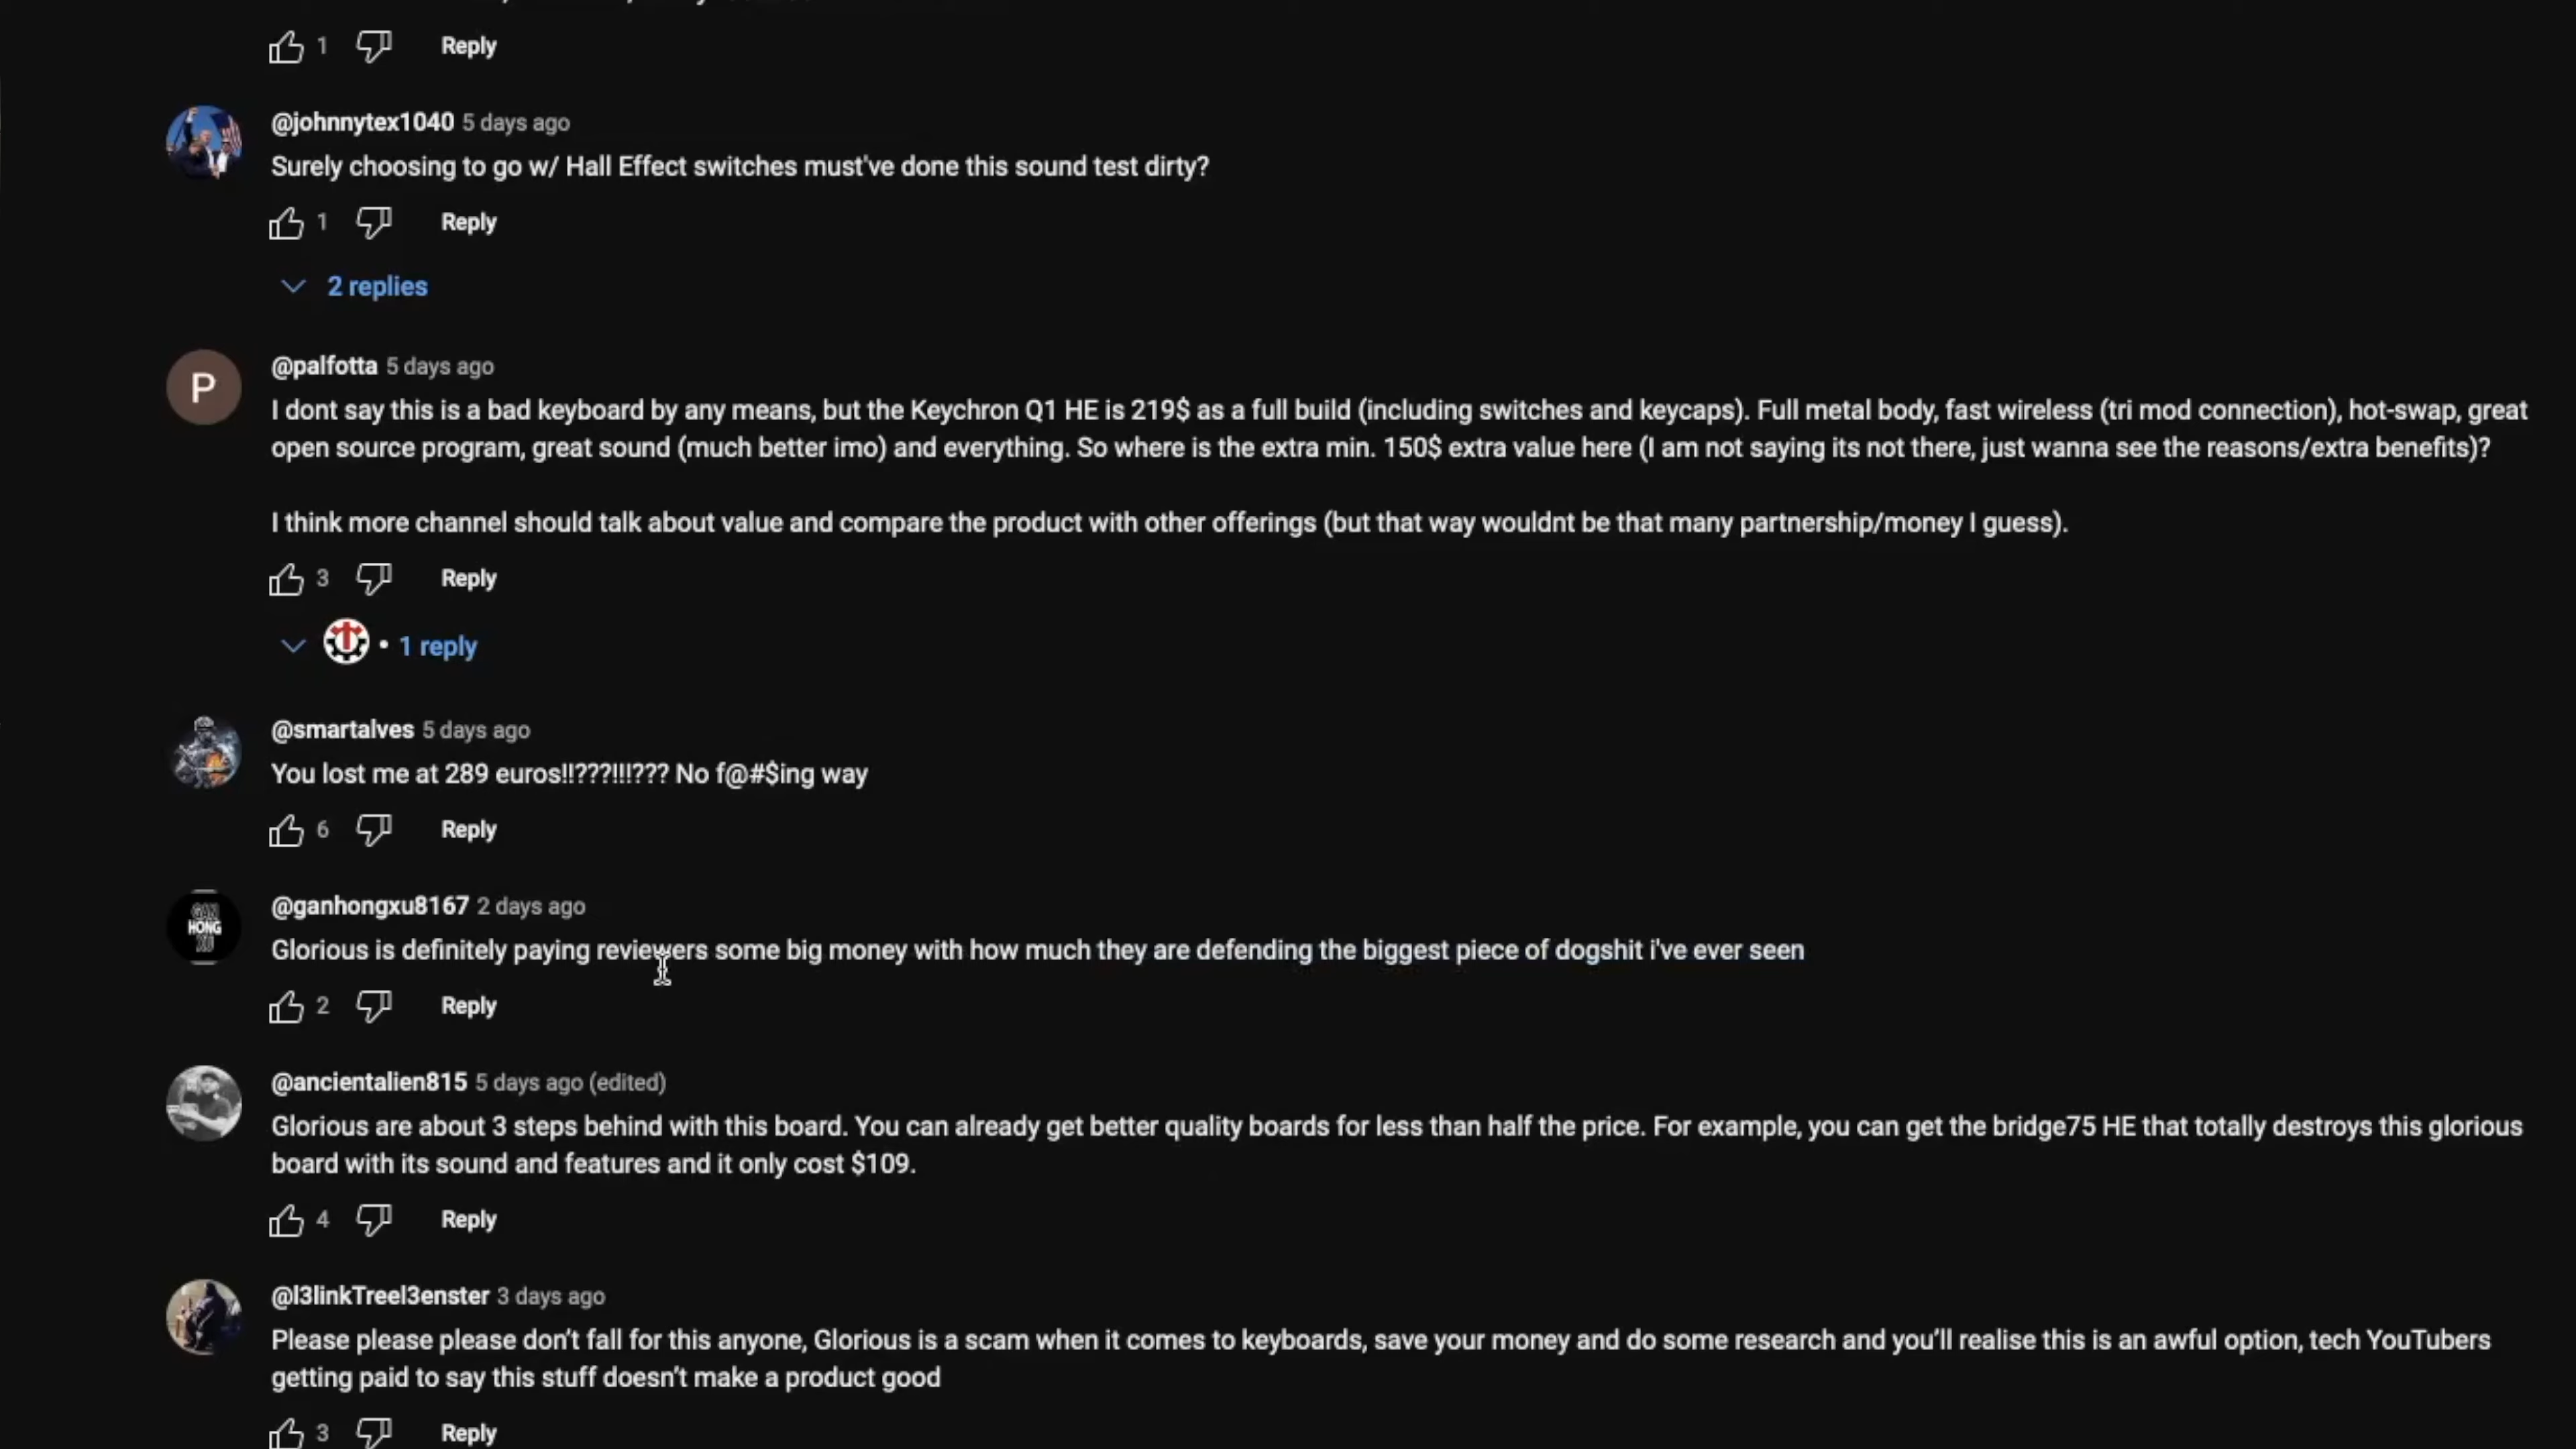 1 Reply
@johnnytex1040 5 days ago
Surely choosing to go w/ Hall Effect switches must've done this sound test dirty?
1 Reply
2 replies
P
@palfotta 5 days ago
I dont say this is a bad keyboard by any means, but the Keychron Q1 HE is 219$ as a full build (including switches and keycaps). Full metal body, fast wireless (tri mod connection), hot-swap, great
open source program, great sound (much better imo) and everything. So where is the extra min. 150$ extra value here (I am not saying its not there, just wanna see the reasons/extra benefits)?
I think more channel should talk about value and compare the product with other offerings (but that way wouldnt be that many partnership/money I guess).
3 Reply
• 1 reply
@smartalves 5 days ago
You lost me at 289 euros!!???!!!??? No f@#$ing way
6 Reply
GAN
HONG
XU
@ganhongxu8167 2 days ago
Glorious is definitely paying reviewers some big money with how much they are defending the biggest piece of dogshit i've ever seen
2 Reply
@ancientalien815 5 days ago (edited)
Glorious are about 3 steps behind with this board. You can already get better quality boards for less than half the price. For example, you can get the bridge75 HE that totally destroys this glorious
board with its sound and features and it only cost $109.
4 Reply
@l3linkTreel3enster 3 days ago
Please please please don't fall for this anyone, Glorious is a scam when it comes to keyboards, save your money and do some research and you'll realise this is an awful option, tech YouTubers
getting paid to say this stuff doesn't make a product good
3 Reply